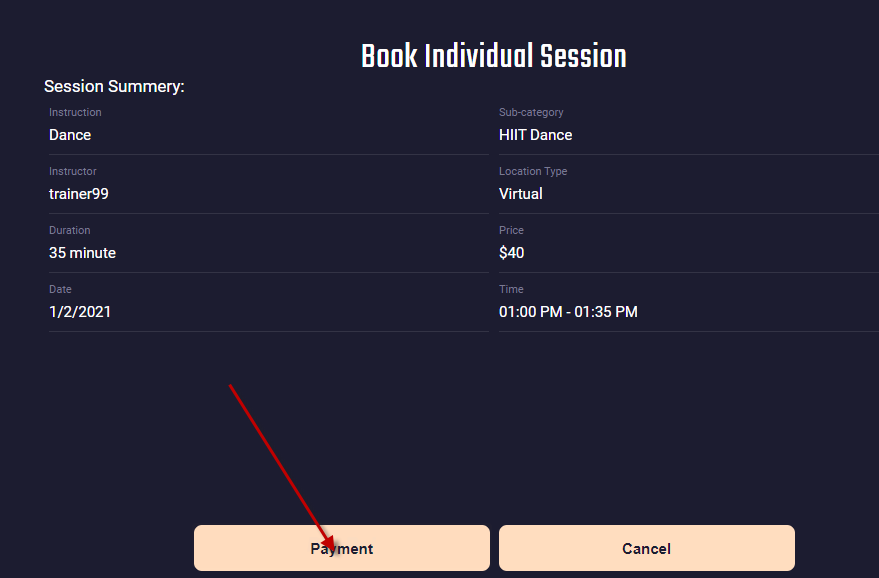 Book Individual Session
Session Summery:
Instruction
Dance
Sub-category
HIIT Dance
Instructor
trainer99
Location Type
Virtual
Duration
35 minute
Price
$40
Date
1/2/2021
Time
01:00 PM - 01:35 PM
Payment
Cancel